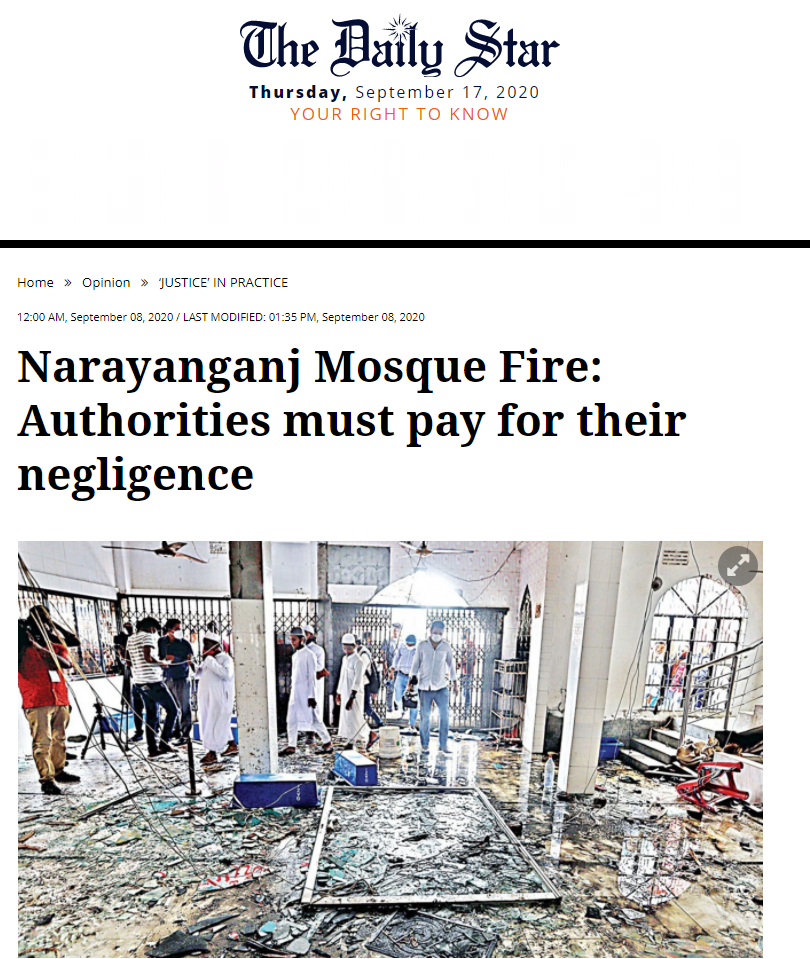 The Daily Star
Thursday, September 17, 2020
YOUR RIGHT TO KNOW
Home » Opinion » ‘JUSTICE’ IN PRACTICE
12:00 AM, September 08, 2020 / LAST MODIFIED: 01:35 PM, September 08, 2020
Narayanganj Mosque Fire:
Authorities must pay for their
negligence